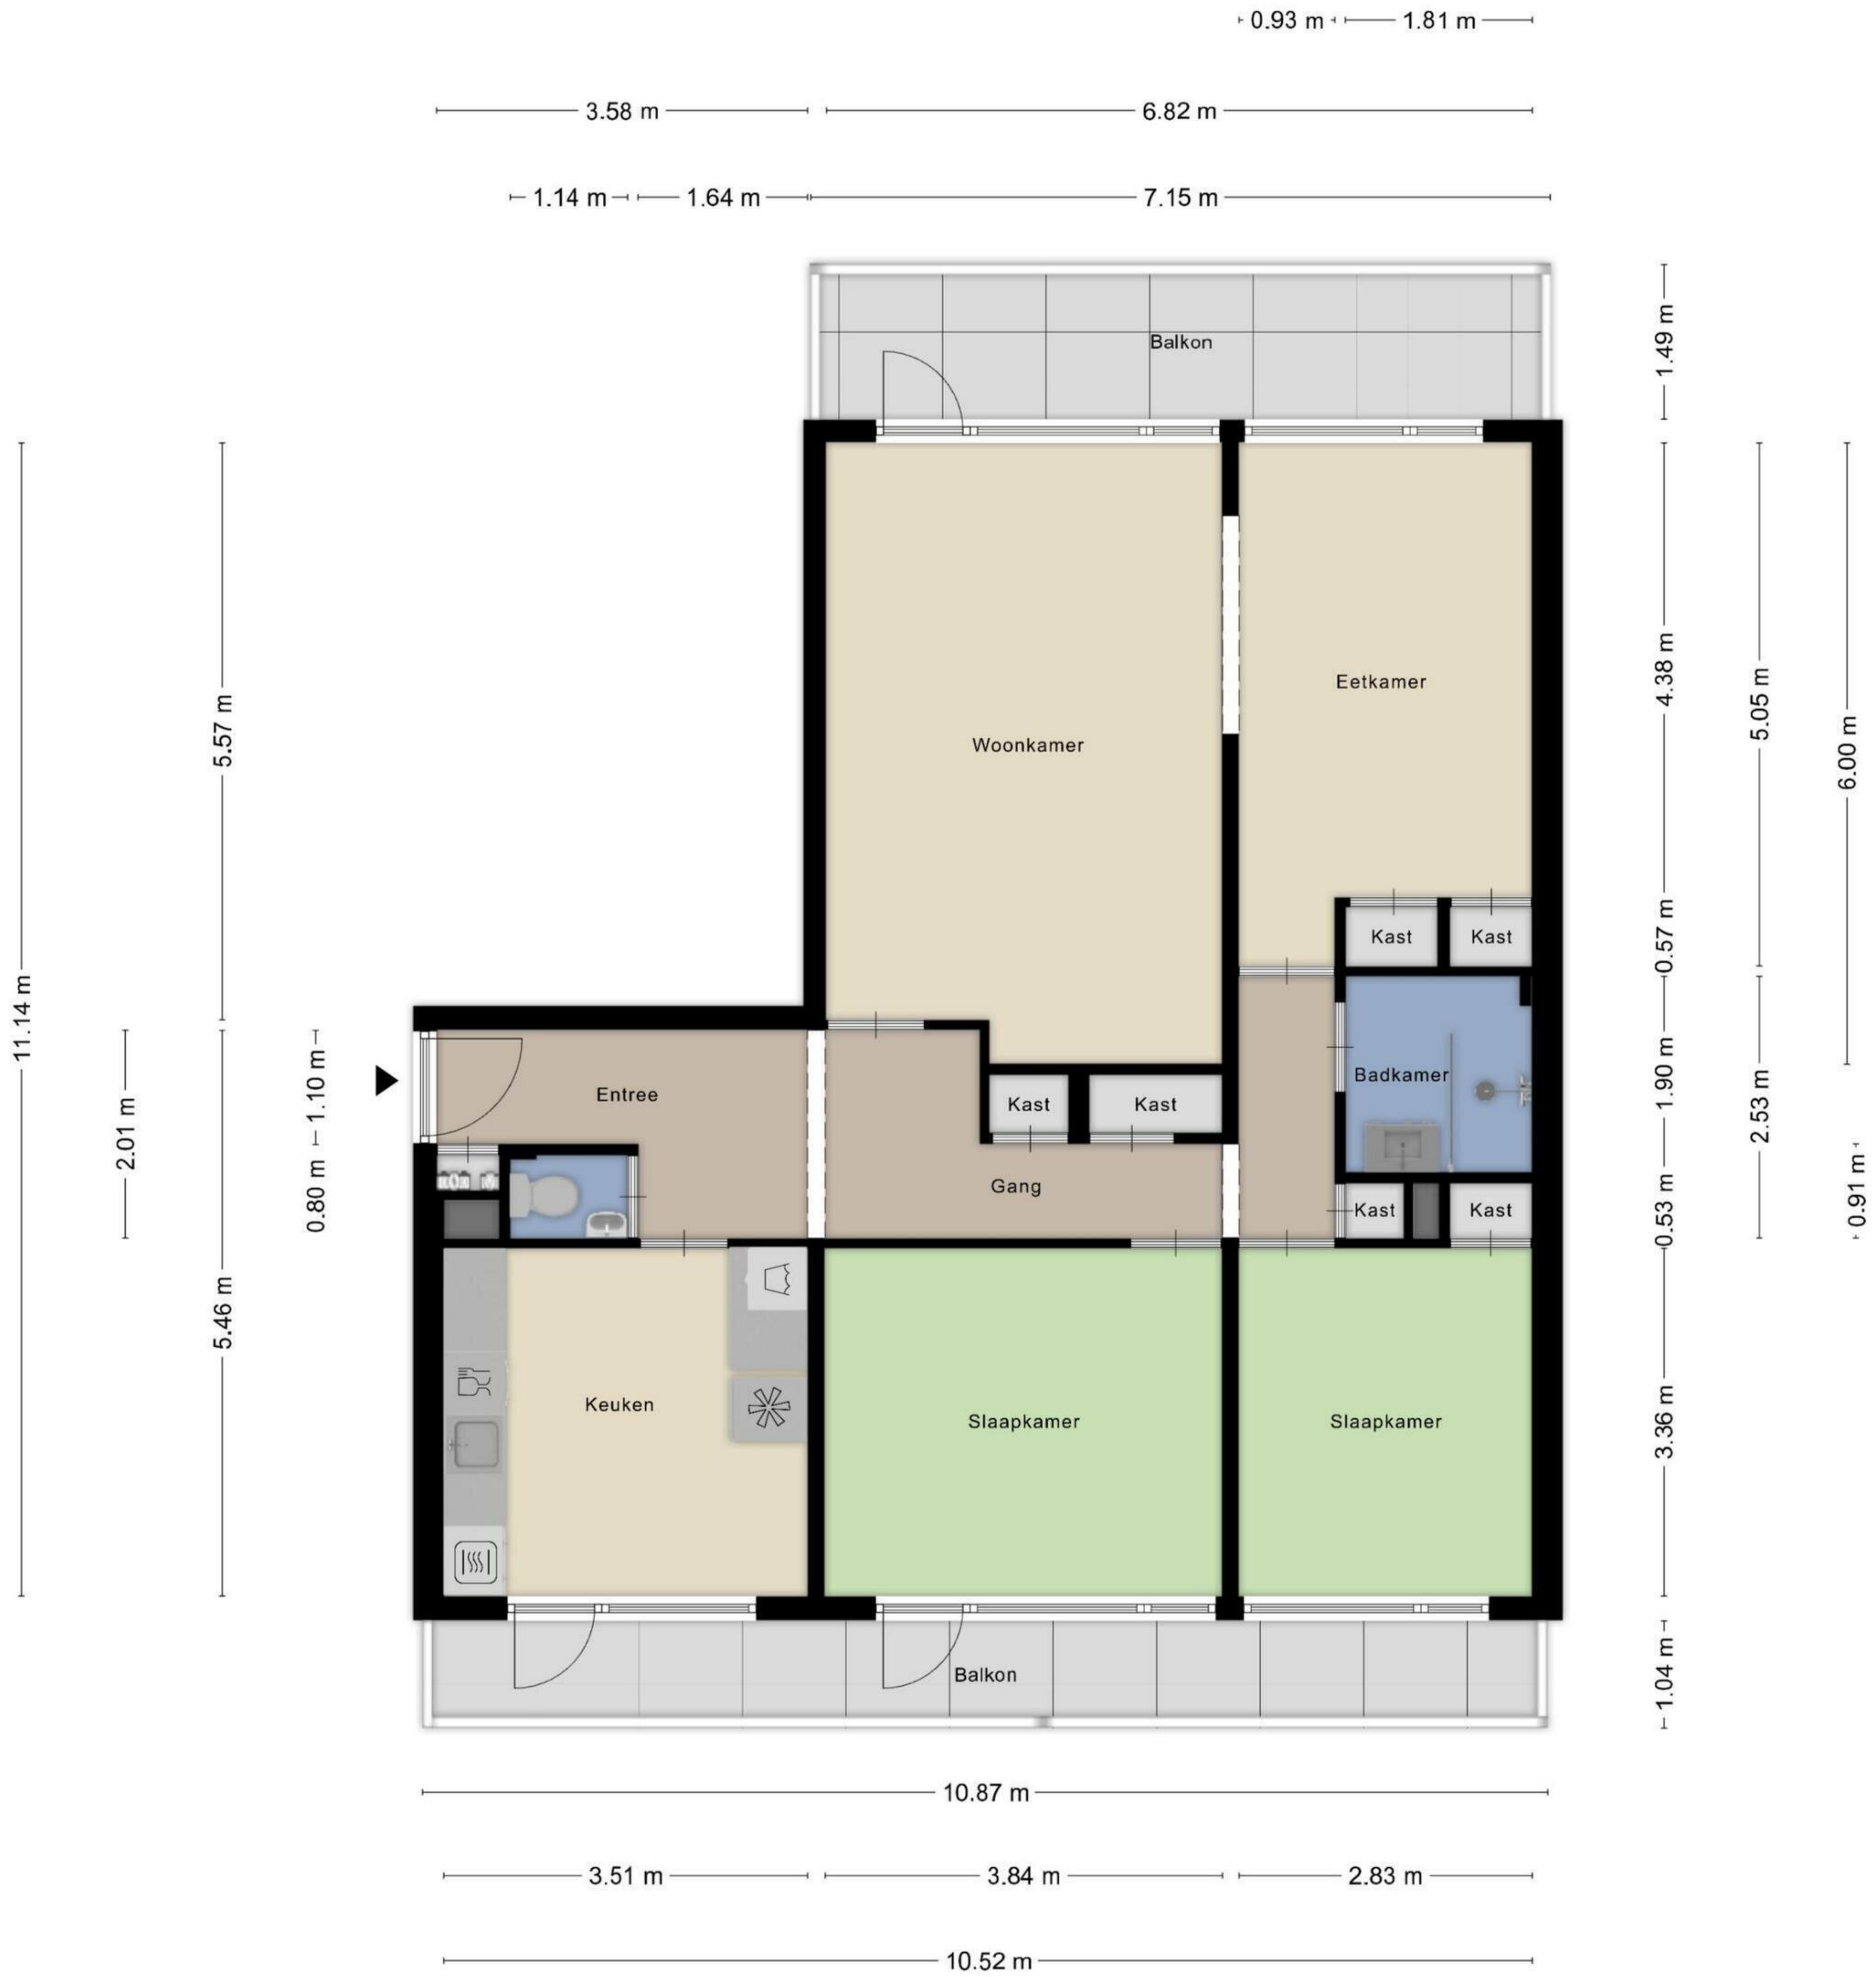 0.93 m
1.81 m
3.58 m
6.82 m
1.14 m
1.64 m
7.15 m
Balkon
1.49 m
Woonkamer
Eetkamer
4.38 m
5.05 m
6.00 m
5.57 m
11.14 m
Kast
Kast
0.57 m
Entree
Kast
Kast
Badkamer
1.10 m
2.01 m
0.80 m
1.90 m
2.53 m
Gang
Kast
Kast
0.53 m
0.91 m
5.46 m
Keuken
Slaapkamer
Slaapkamer
3.36 m
Balkon
1.04 m
10.87 m
3.51 m
3.84 m
2.83 m
10.52 m